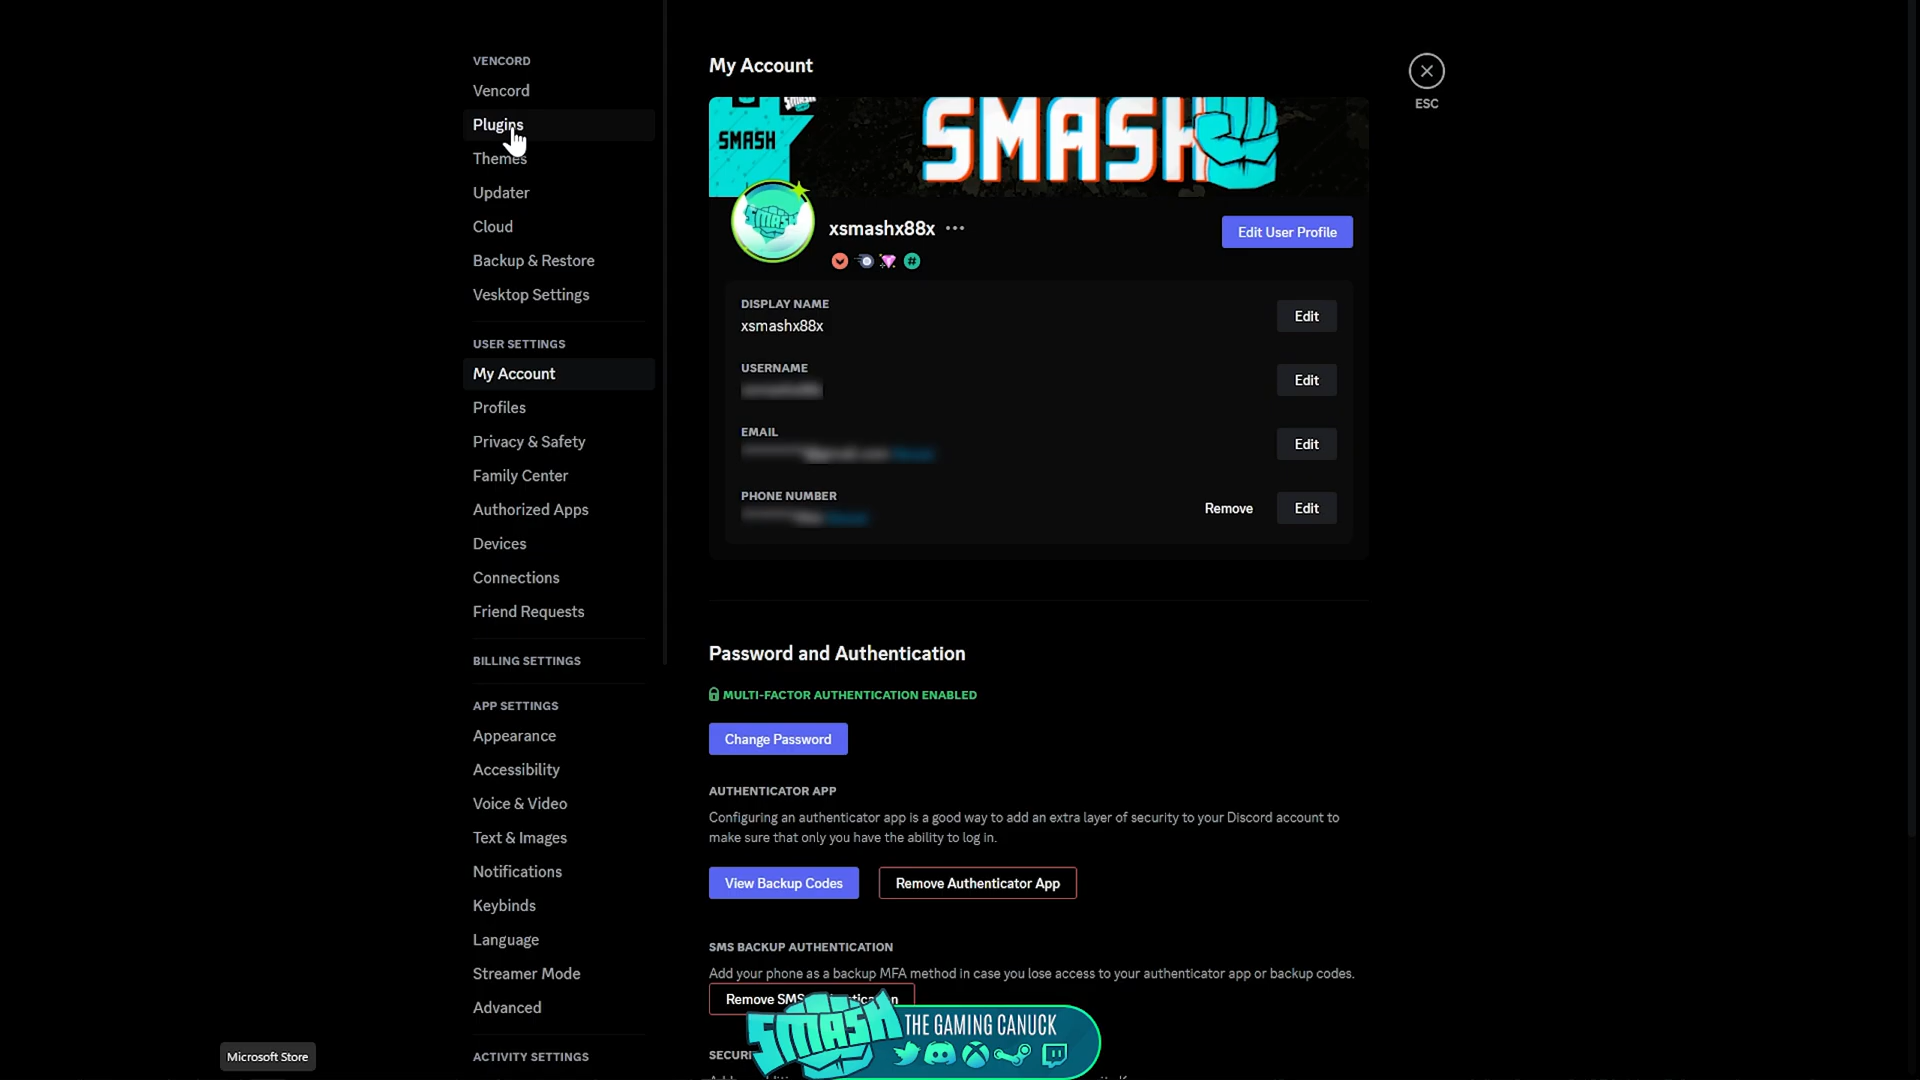 VENCORD
Vencord
Plugins
Themes
Updater
Cloud
Backup & Restore
Vesktop Settings
USER SETTINGS
My Account
Profiles
Privacy & Safety
Family Center
Authorized Apps
Devices
Connections
Friend Requests
BILLING SETTINGS
APP SETTINGS
Appearance
Accessibility
Voice & Video
Text & Images
Notifications
Keybinds
Language
Streamer Mode
Advanced
ACTIVITY SETTINGS
Microsoft Store
My Account
ESC
SMASH
SMASH
SMASH
xsmashx88x
Edit User Profile
DISPLAY NAME
xsmashx88x
Edit
USERNAME
Edit
EMAIL
Edit
PHONE NUMBER
Remove
Edit
Password and Authentication
MULTI-FACTOR AUTHENTICATION ENABLED
Change Password
AUTHENTICATOR APP
Configuring an authenticator app is a good way to add an extra layer of security to your Discord account to
make sure that only you have the ability to log in.
View Backup Codes
Remove Authenticator App
SMS BACKUP AUTHENTICATION
Add your phone as a backup MFA method in case you lose access to your authenticator app or backup codes.
Remove SMS
SMASH
THE GAMING CANUCK